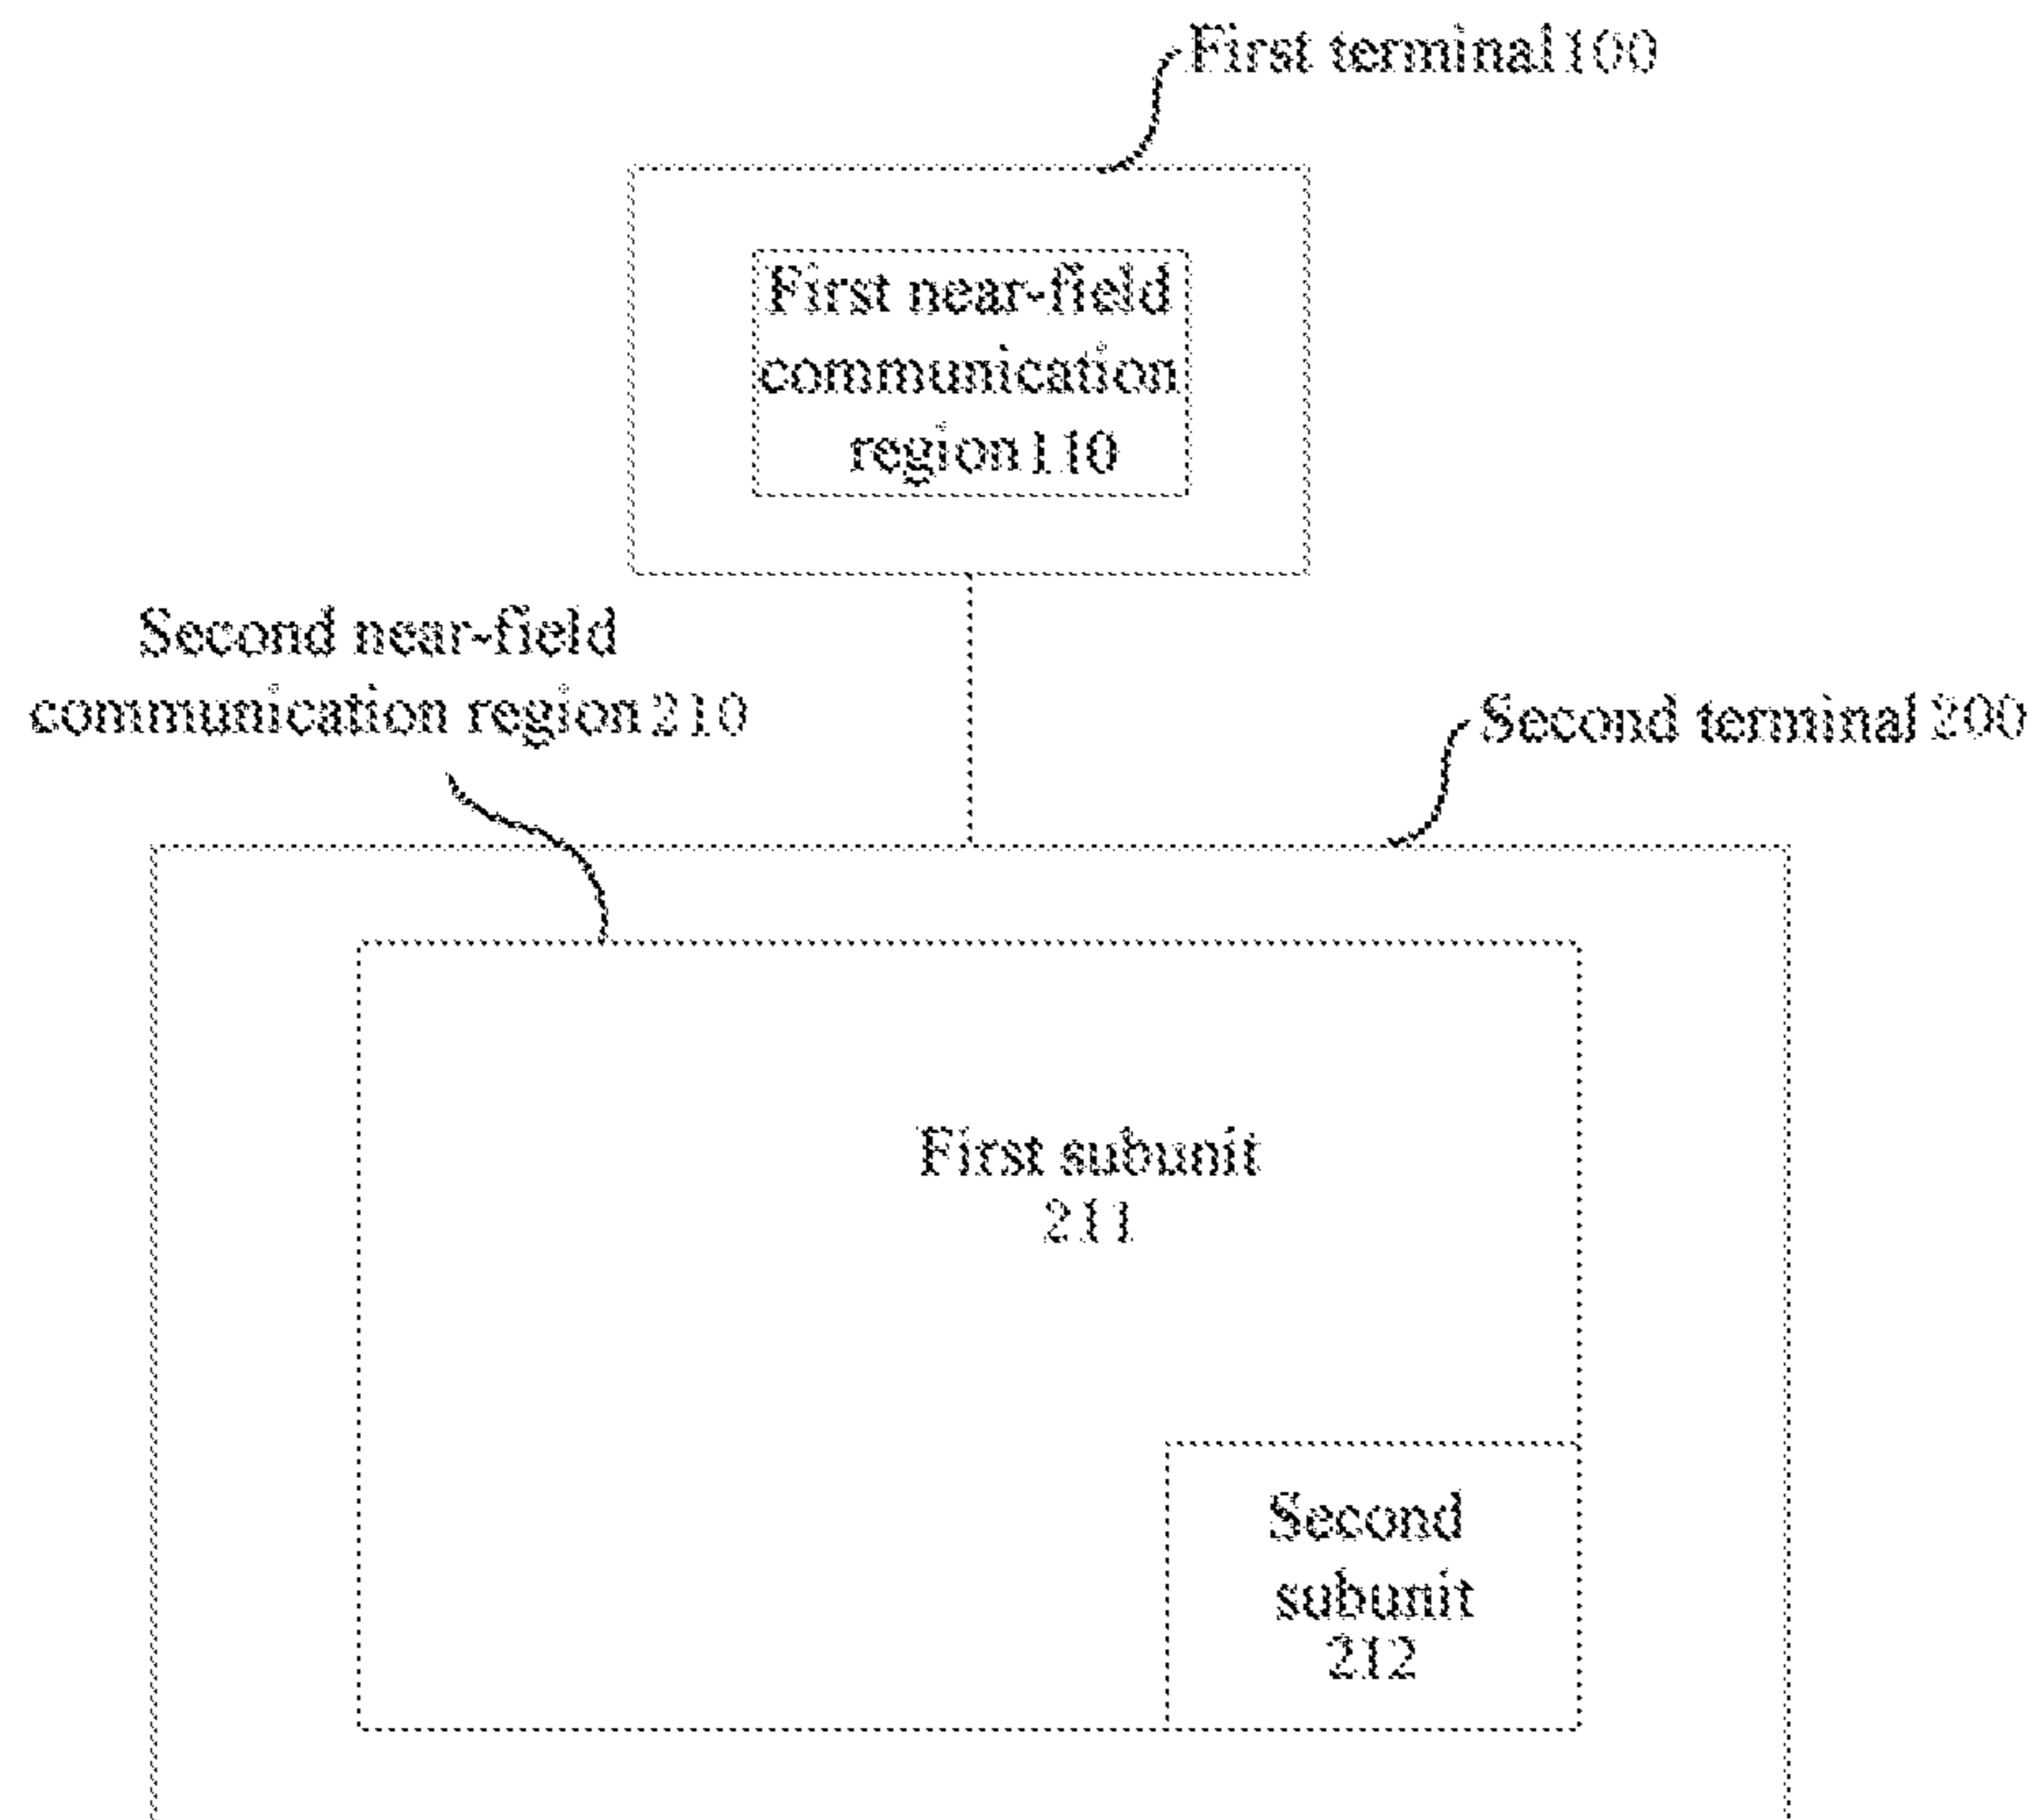 First terminal 100
First near-field
communication
region 110
Second near-field
communication region 210
Second terminal 200
First subunit
211
Second
subunit
212